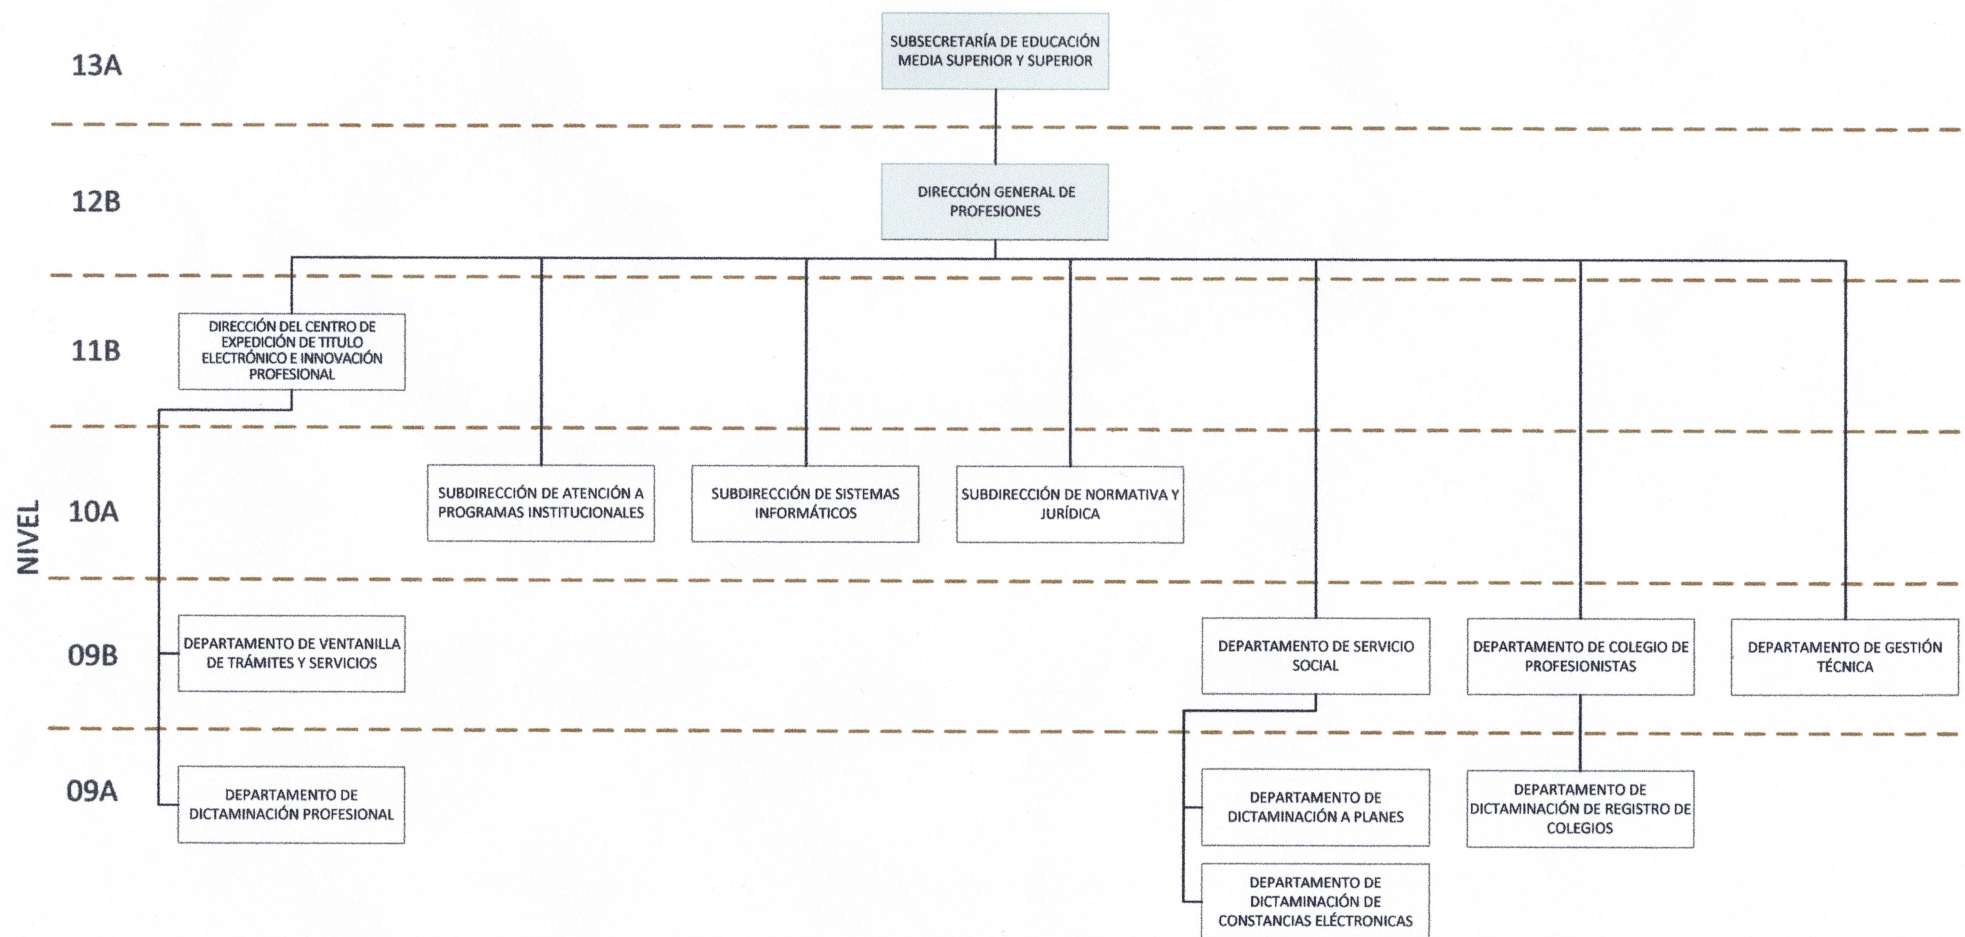 13A
SUBSECRETARÍA DE EDUCACIÓN
MEDIA SUPERIOR Y SUPERIOR
12B
DIRECCIÓN GENERAL DE
PROFESIONES
11B
DIRECCIÓN DEL CENTRO DE
EXPEDICIÓN DE TITULO
ELECTRÓNICO E INNOVACIÓN
PROFESIONAL
NIVEL
10A
SUBDIRECCIÓN DE ATENCIÓN A
PROGRAMAS INSTITUCIONALES
SUBDIRECCIÓN DE SISTEMAS
INFORMÁTICOS
SUBDIRECCIÓN DE NORMATIVA Y
JURÍDICA
09B
DEPARTAMENTO DE VENTANILLA
DE TRÁMITES Y SERVICIOS
DEPARTAMENTO DE SERVICIO
SOCIAL
DEPARTAMENTO DE COLEGIO DE
PROFESIONISTAS
DEPARTAMENTO DE GESTIÓN
TÉCNICA
09A
DEPARTAMENTO DE
DICTAMINACIÓN PROFESIONAL
DEPARTAMENTO DE
DICTAMINACIÓN A PLANES
DEPARTAMENTO DE
DICTAMINACIÓN DE REGISTRO DE
COLEGIOS
DEPARTAMENTO DE
DICTAMINACIÓN DE
CONSTANCIAS ELÉCTRONICAS